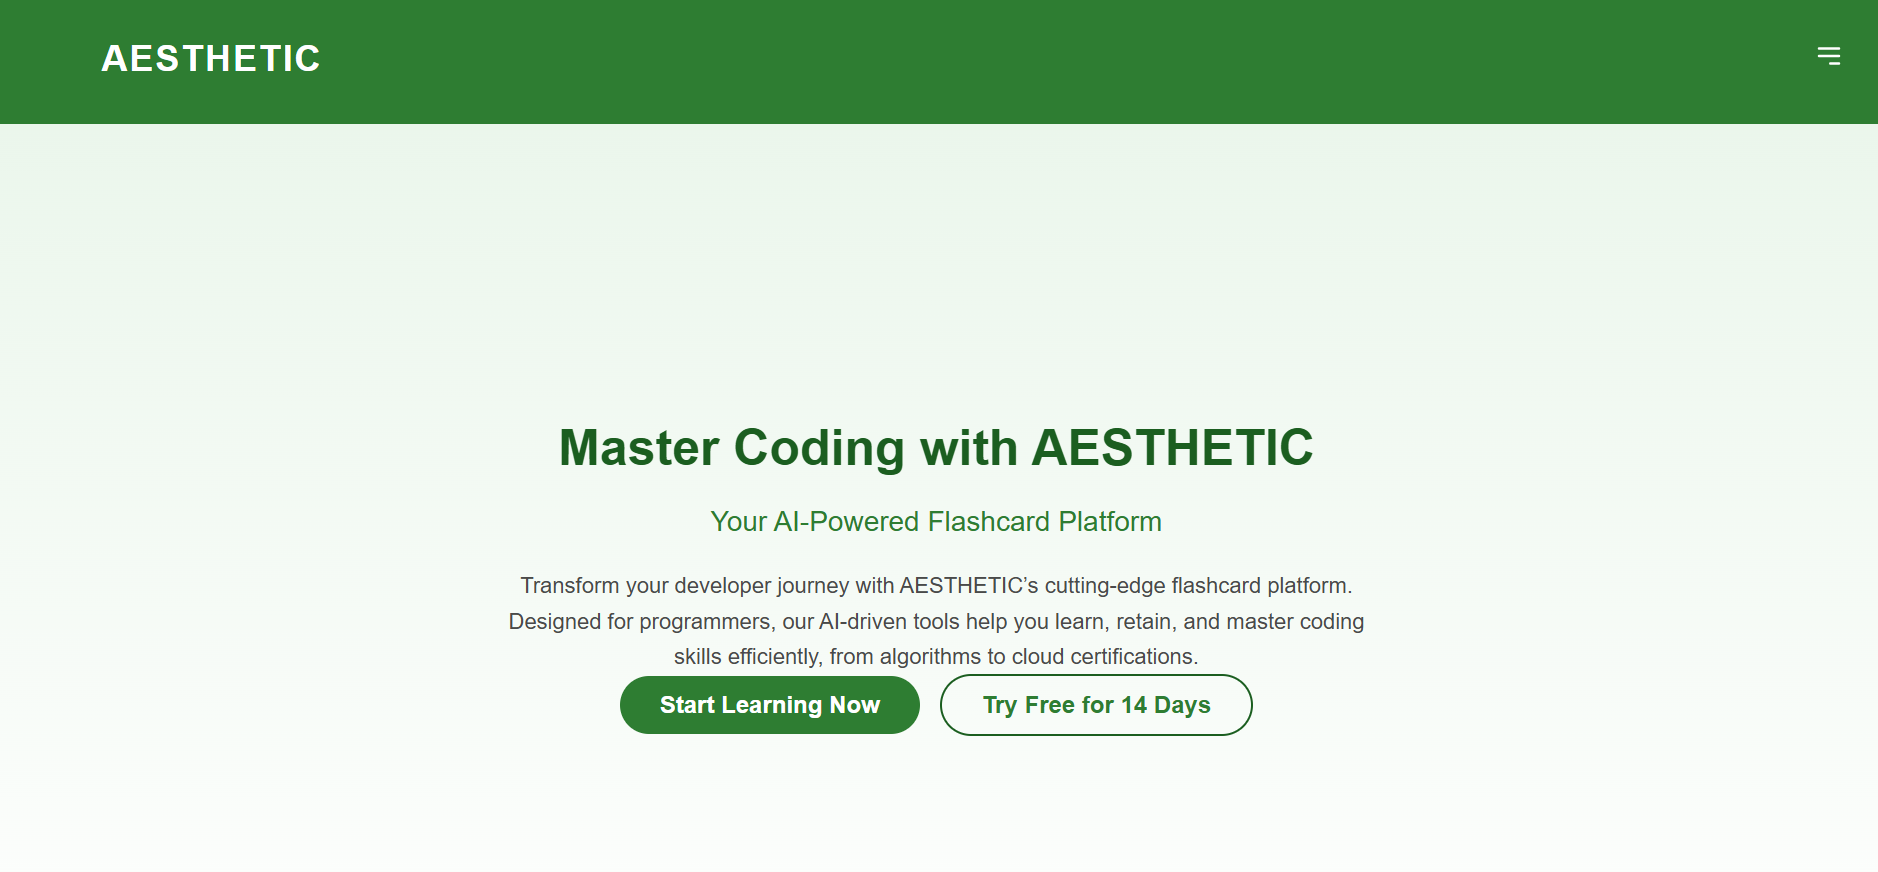 AESTHETIC
Master Coding with AESTHETIC
Your AI-Powered Flashcard Platform
Transform your developer journey with AESTHETIC’s cutting-edge flashcard platform.
Designed for programmers, our AI-driven tools help you learn, retain, and master coding
skills efficiently, from algorithms to cloud certifications.
Start Learning Now
Try Free for 14 Days